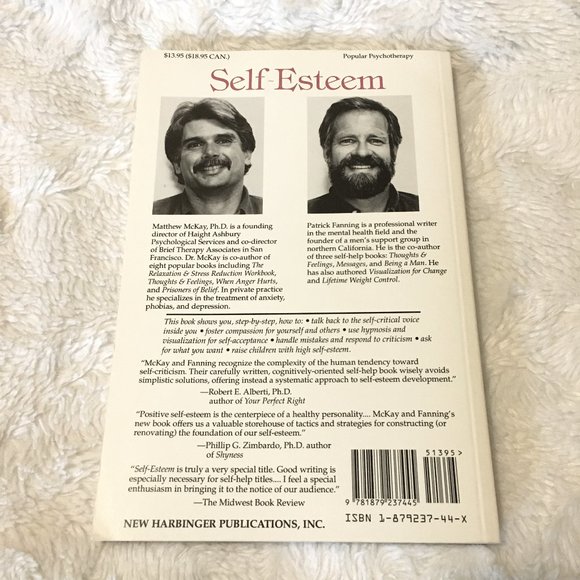 $13.95 ($18.95 CAN.)
Popular Psychotherapy
Self-Esteem
Matthew McKay, Ph.D. is a founding
director of Haight Ashbury
Psychological Services and co-director
of Brief Therapy Associates in San
Francisco. Dr. McKay is co-author of
eight popular books including The
Relaxation & Stress Reduction Workbook,
Thoughts & Feelings, When Anger Hurts,
and Prisoners of Belief. In private practice
he specializes in the treatment of anxiety,
phobias, and depression.
Patrick Fanning is a professional writer
in the mental health field and the
founder of a men's support group in
northern California. He is the co-author
of three self-help books: Thoughts &
Feelings, Messages, and Being a Man. He
has also authored Visualization for Change
and Lifetime Weight Control.
This book shows you, step-by-step, how to: • talk back to the self-critical voice
inside you • foster compassion for yourself and others • use hypnosis and
visualization for self-acceptance • handle mistakes and respond to criticism • ask
for what you want • raise children with high self-esteem.
"McKay and Fanning recognize the complexity of the human tendency toward
self-criticism. Their carefully written, cognitively-oriented self-help book wisely avoids
simplistic solutions, offering instead a systematic approach to self-esteem development."
—Robert E. Alberti, Ph.D.
author of Your Perfect Right
"Positive self-esteem is the centerpiece of a healthy personality.... McKay and Fanning's
new book offers us a valuable storehouse of tactics and strategies for constructing (or
renovating) the foundation of our self-esteem."
—Phillip G. Zimbardo, Ph.D. author
of Shyness
"Self-Esteem is truly a very special title. Good writing is
especially necessary for self-help titles.... I feel a special
enthusiasm in bringing it to the notice of our audience."
—The Midwest Book Review
NEW HARBINGER PUBLICATIONS, INC.
51395>
9 781879 237445
ISBN 1-879237-44-X